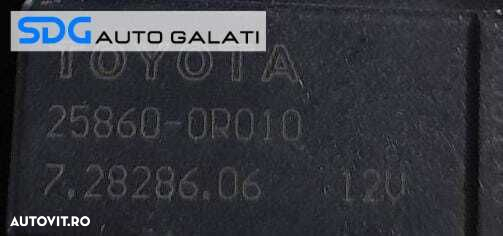 SDG AUTO GALATI
TOYOTA
25860-0R010
7.28286.06 12V
AUTOVIT.RO